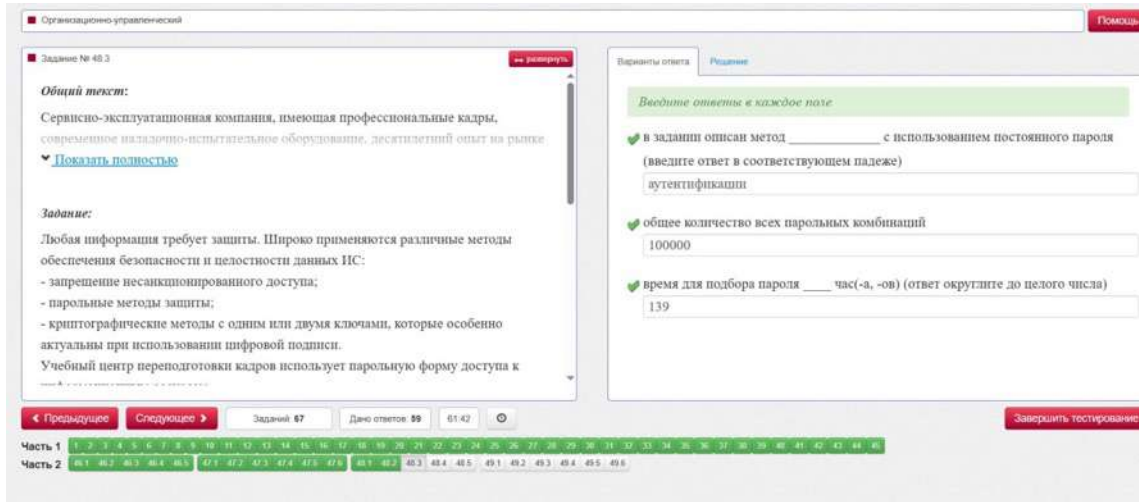 Организационно-управленческий
Помощь
Задание № 48.3
развернуть
Общий текст:
Сервисно-эксплуатационная компания, имеющая профессиональные кадры,
современное наладочно-испытательное оборудование, десятилетний опыт на рынке
Показать полностью
Задание:
Любая информация требует защиты. Широко применяются различные методы
обеспечения безопасности и целостности данных ИС:
- запрещение несанкционированного доступа;
- парольные методы защиты;
- криптографические методы с одним или двумя ключами, которые особенно
актуальны при использовании цифровой подписи.
Учебный центр переподготовки кадров использует парольную форму доступа к
Варианты ответа Решение
Введите ответы в каждое поле
в задании описан метод ______________ с использованием постоянного пароля
(введите ответ в соответствующем падеже)
аутентификации
общее количество всех парольных комбинаций
100000
время для подбора пароля ____ час(-а, -ов) (ответ округлите до целого числа)
139
Предыдущее Следующее Заданий: 67 Дано ответов: 59 61:42 Завершить тестирование
Часть 1 1 2 3 4 5 6 7 8 9 10 11 12 13 14 15 16 17 18 19 20 21 22 23 24 25 26 27 28 29 30 31 32 33 34 35 36 37 38 39 40 41 42 43 44 45
Часть 2 46.1 46.2 46.3 46.4 46.5 47.1 47.2 47.3 47.4 47.5 47.6 48.1 48.2 48.3 48.4 48.5 49.1 49.2 49.3 49.4 49.5 49.6